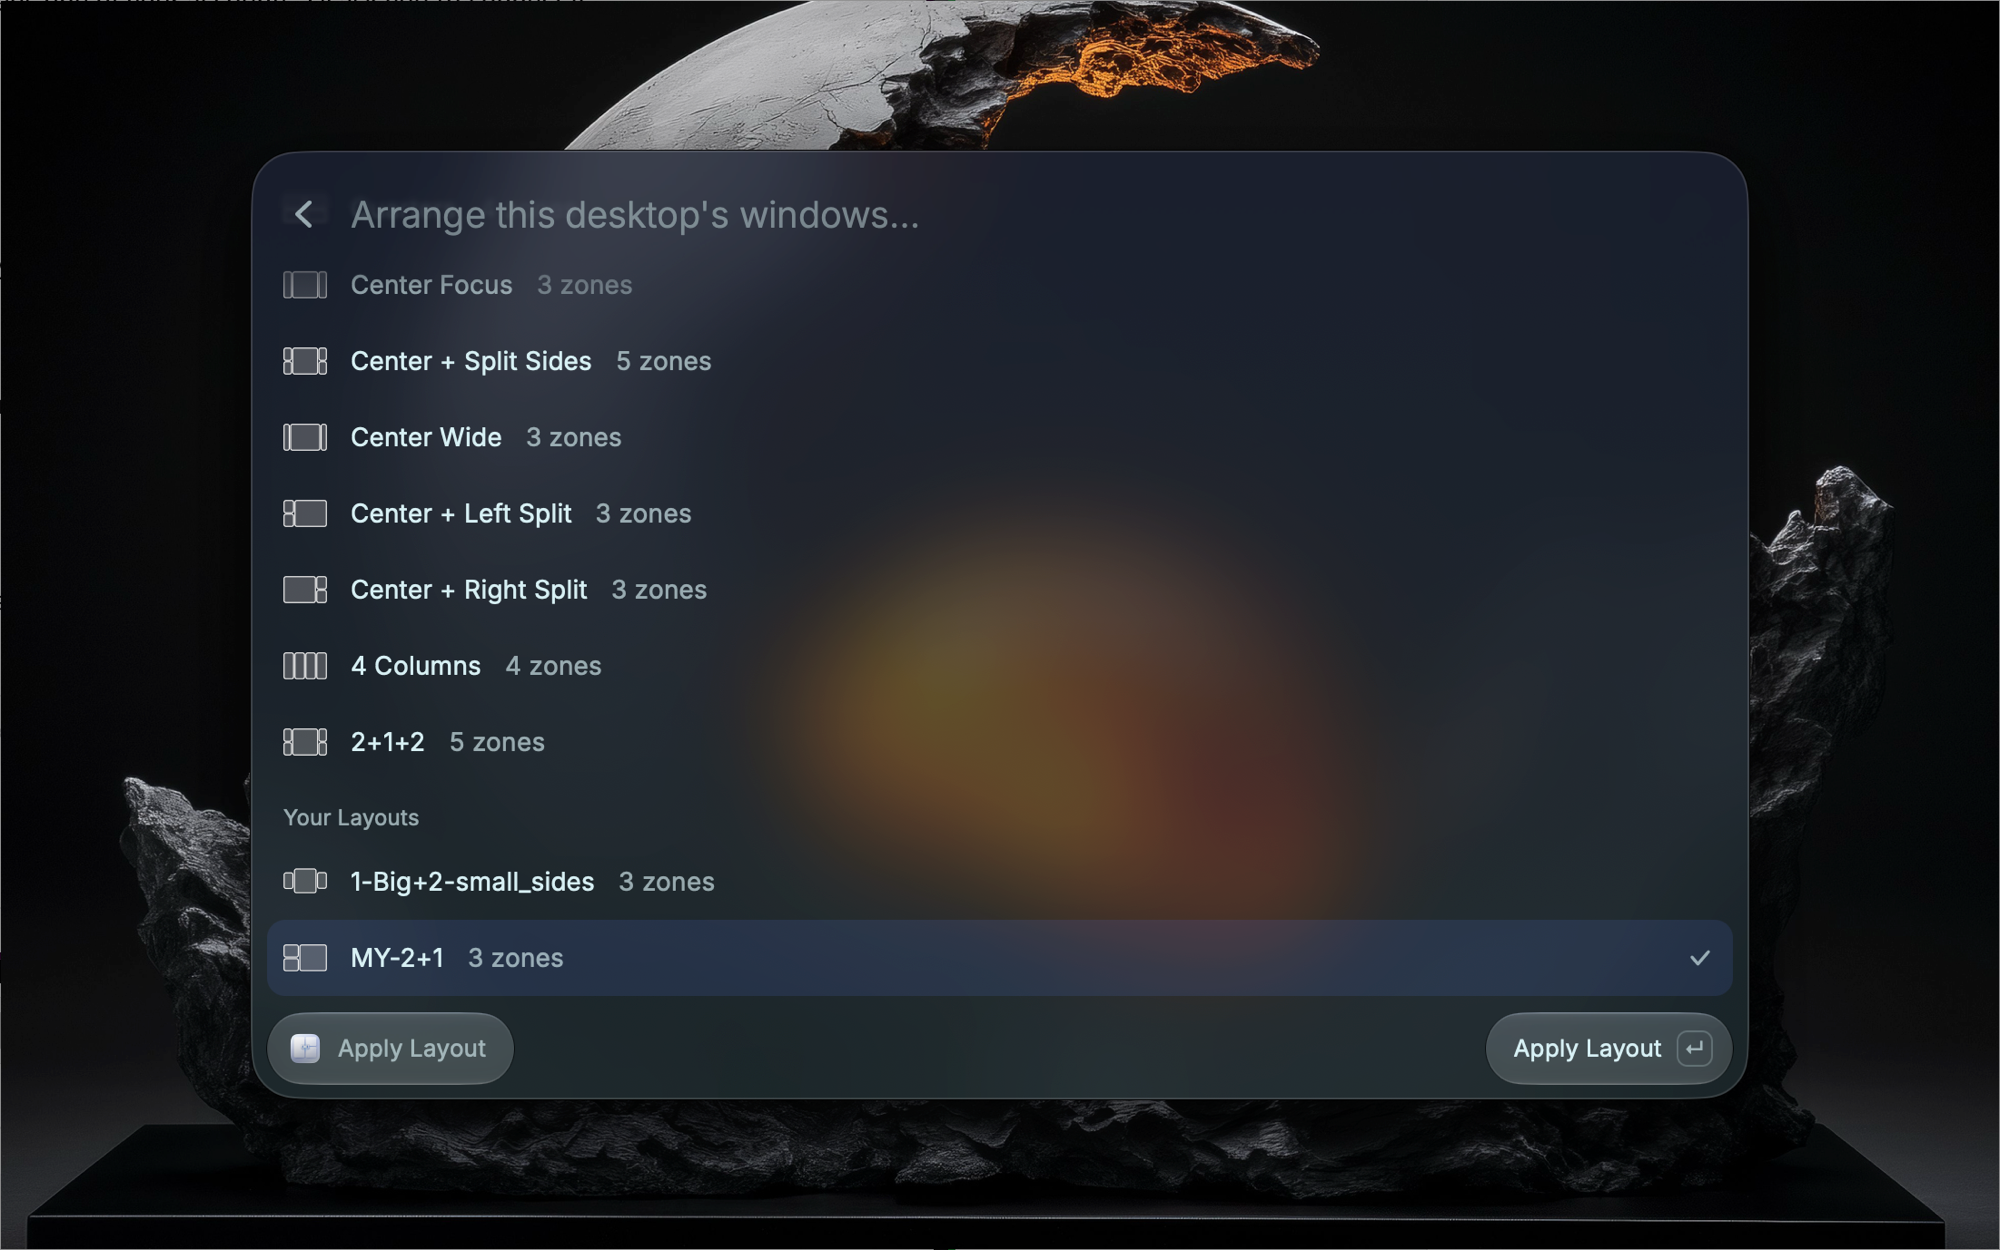 Arrange this desktop's windows...
Center Focus 3 zones
Center + Split Sides 5 zones
Center Wide 3 zones
Center + Left Split 3 zones
Center + Right Split 3 zones
4 Columns 4 zones
2+1+2 5 zones
Your Layouts
1-Big+2-small_sides 3 zones
MY-2+1 3 zones
Apply Layout Apply Layout